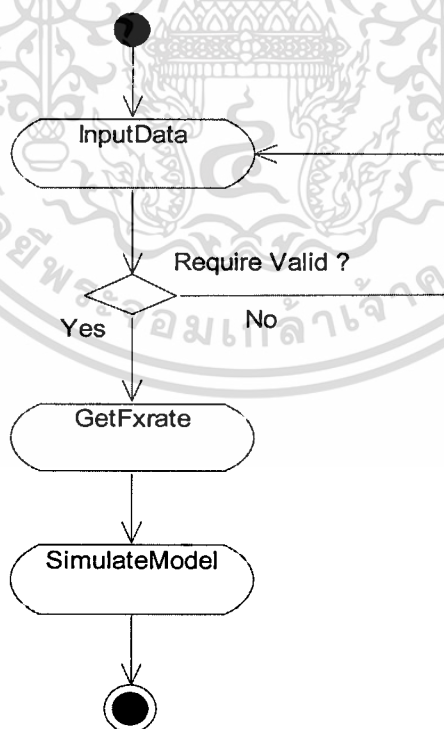 InputData
Require Valid ?
Yes
No
GetFxrate
SimulateModel